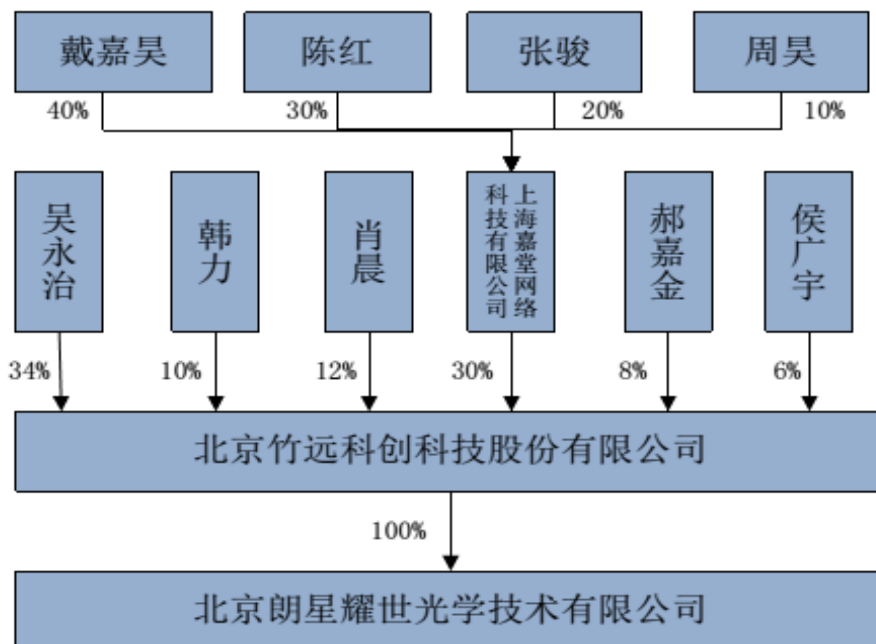 戴嘉昊
陈红
张骏
周昊
40%
30%
20%
10%
吴永治
韩力
肖晨
上海嘉堂网络
科技有限公司
郝嘉金
侯广宇
34%
10%
12%
30%
8%
6%
北京竹远科创科技股份有限公司
100%
北京朗星耀世光学技术有限公司